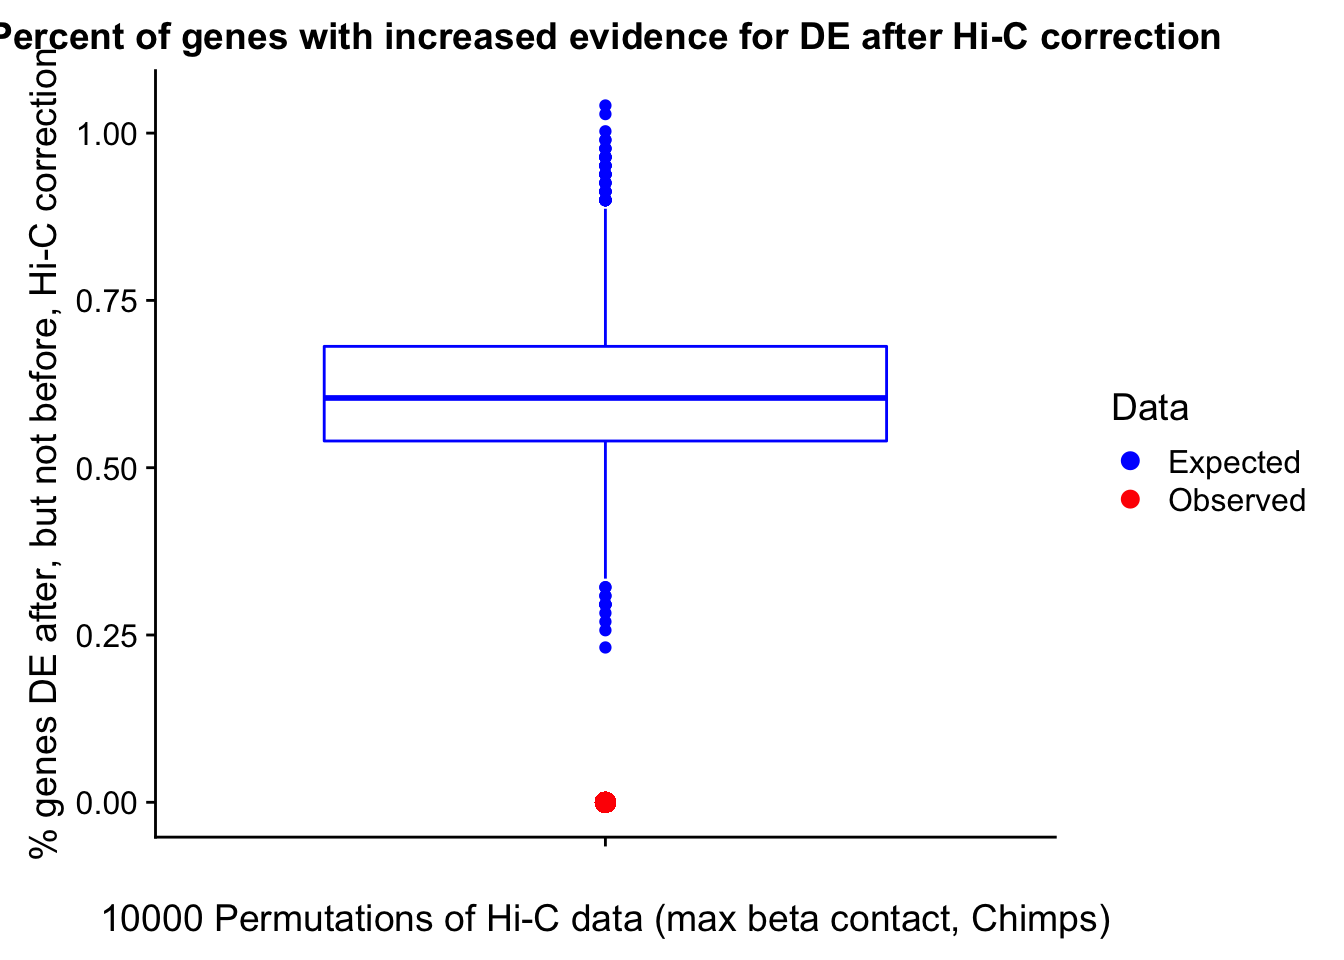 Percent of genes with increased evidence for DE after Hi-C correction
% genes DE after, but not before, Hi-C correction
1.00
0.75
0.50
0.25
0.00
10000 Permutations of Hi-C data (max beta contact, Chimps)
Data
Expected
Observed